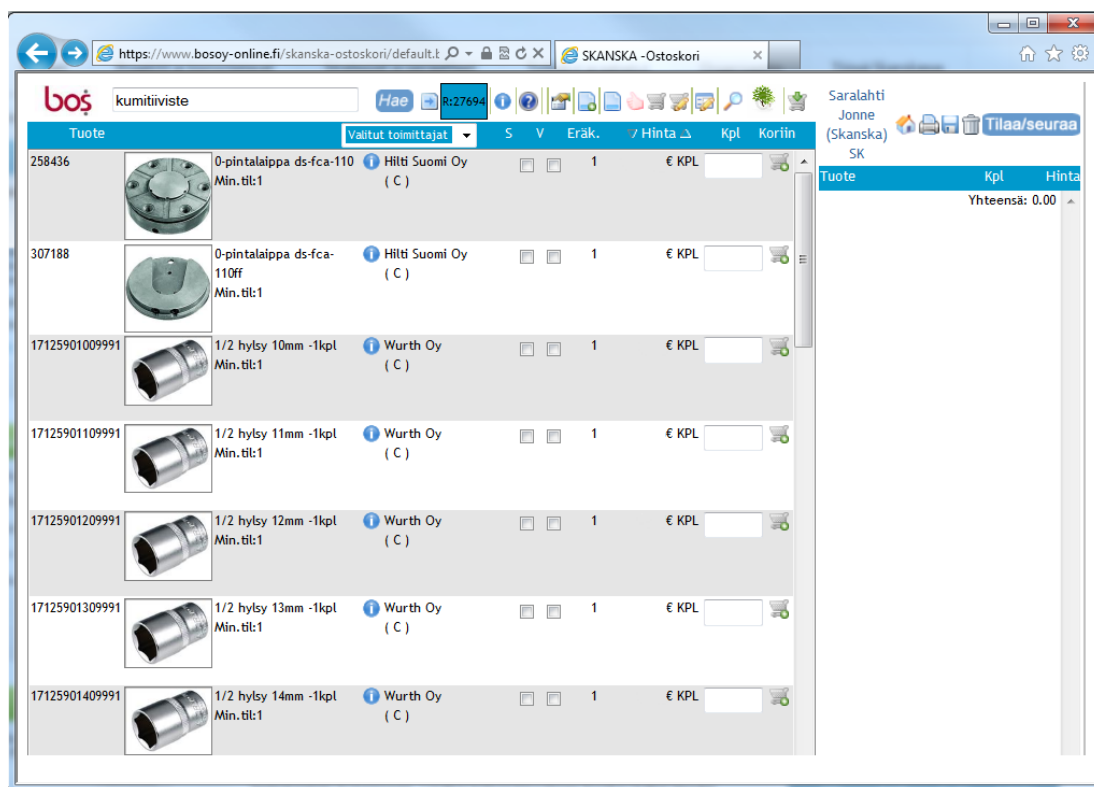 https://www.bosoy-online.fi/skanska-ostoskori/default.t
SKANSKA -Ostoskori
boş
kumitiiviste
Hae
R:27694
Saralahti
Jonne
(Skanska)
SK
Tilaa/seuraa
Tuote
Valitut toimittajat
S V Eräk. Hinta Kpl Koriin
Tuote Kpl Hinta
Yhteensä: 0.00
258436 0-pintalaippa ds-fca-110 Hilti Suomi Oy 1 € KPL
Min.til:1 ( C )
307188 0-pintalaippa ds-fca- Hilti Suomi Oy 1 € KPL
110ff ( C )
Min.til:1
17125901009991 1/2 hylsy 10mm -1kpl Wurth Oy 1 € KPL
Min.til:1 ( C )
17125901109991 1/2 hylsy 11mm -1kpl Wurth Oy 1 € KPL
Min.til:1 ( C )
17125901209991 1/2 hylsy 12mm -1kpl Wurth Oy 1 € KPL
Min.til:1 ( C )
17125901309991 1/2 hylsy 13mm -1kpl Wurth Oy 1 € KPL
Min.til:1 ( C )
17125901409991 1/2 hylsy 14mm -1kpl Wurth Oy 1 € KPL
Min.til:1 ( C )